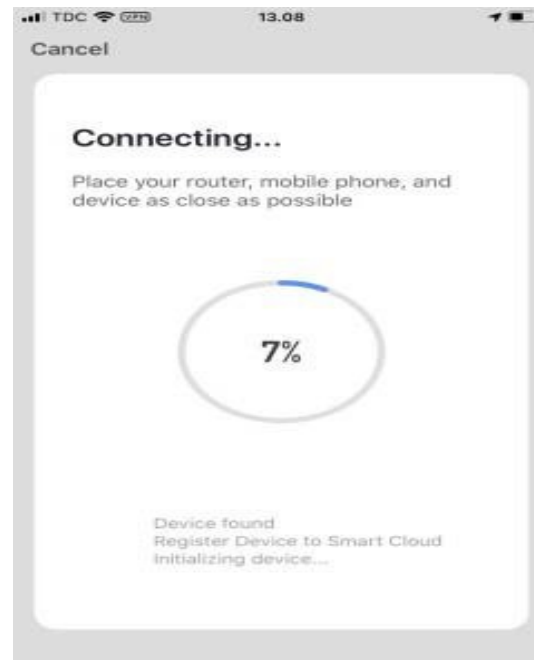 TDC VPN 13.08
Cancel
Connecting...
Place your router, mobile phone, and
device as close as possible
7%
Device found
Register Device to Smart Cloud
Initializing device...